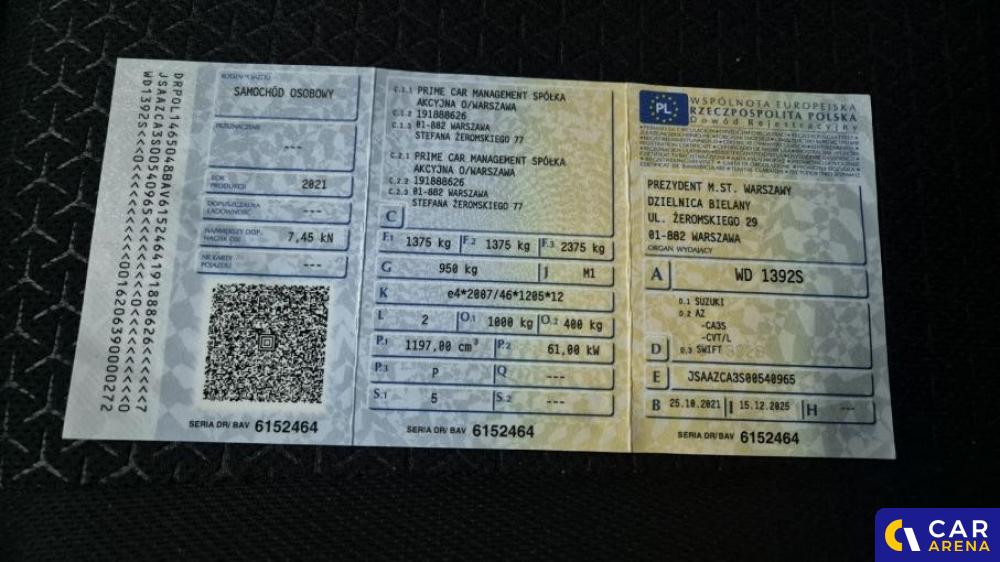 DRPOL1465048BAV6152464191888626<<<<<<7
RODZAJ POJAZDU
SAMOCHÓD OSOBOWY
PRZEZNACZENIE
---
ROK PRODUKCJI
2021
DOPUSZCZALNA ŁADOWNOŚĆ
---
NAJWIĘKSZY DOP. NACISK OSI
7,45 kN
NR KARTY POJAZDU
---
SERIA DR/ BAV 6152464
C.1.1 PRIME CAR MANAGEMENT SPÓŁKA
AKCYJNA O/WARSZAWA
C.1.2 191888626
C.1.3 01-882 WARSZAWA
STEFANA ŻEROMSKIEGO 77
C.2.1 PRIME CAR MANAGEMENT SPÓŁKA
AKCYJNA O/WARSZAWA
C.2.2 191888626
C.2.3 01-882 WARSZAWA
STEFANA ŻEROMSKIEGO 77
C
F.1 1375 kg F.2 1375 kg F.3 2375 kg
G 950 kg J M1
K e4*2007/46*1205*12
L 2 O.1 1000 kg O.2 400 kg
P.1 1197,00 cm³ P.2 61,00 kW
P.3 P Q ---
S.1 5 S.2 ---
SERIA DR/ BAV 6152464
PL
WSPÓLNOTA EUROPEJSKA
RZECZPOSPOLITA POLSKA
Dowód Rejestracyjny
PREZYDENT M.ST. WARSZAWY
DZIELNICA BIELANY
UL. ŻEROMSKIEGO 29
01-882 WARSZAWA
ORGAN WYDAJĄCY
A WD 1392S
D.1 SUZUKI
D.2 AZ
-CA3S
-CVT/L
D D.3 SWIFT
E JSAAZCA3S00540965
B 25.10.2021 I 15.12.2025 H ---
SERIA DR/ BAV 6152464
CAR
ARENA